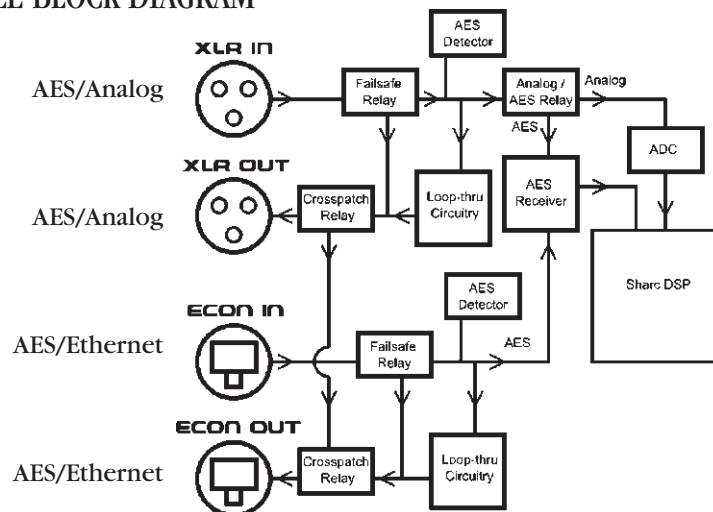 BLOCK DIAGRAM
XLR IN
AES/Analog
AES
Detector
Failsafe
Relay
Analog /
AES Relay
Analog
AES
ADC
XLR OUT
AES/Analog
Crosspatch
Relay
Loop-thru
Circuitry
AES
Receiver
Sharc DSP
ECON IN
AES/Ethernet
AES
Detector
Failsafe
Relay
AES
ECON OUT
AES/Ethernet
Crosspatch
Relay
Loop-thru
Circuitry